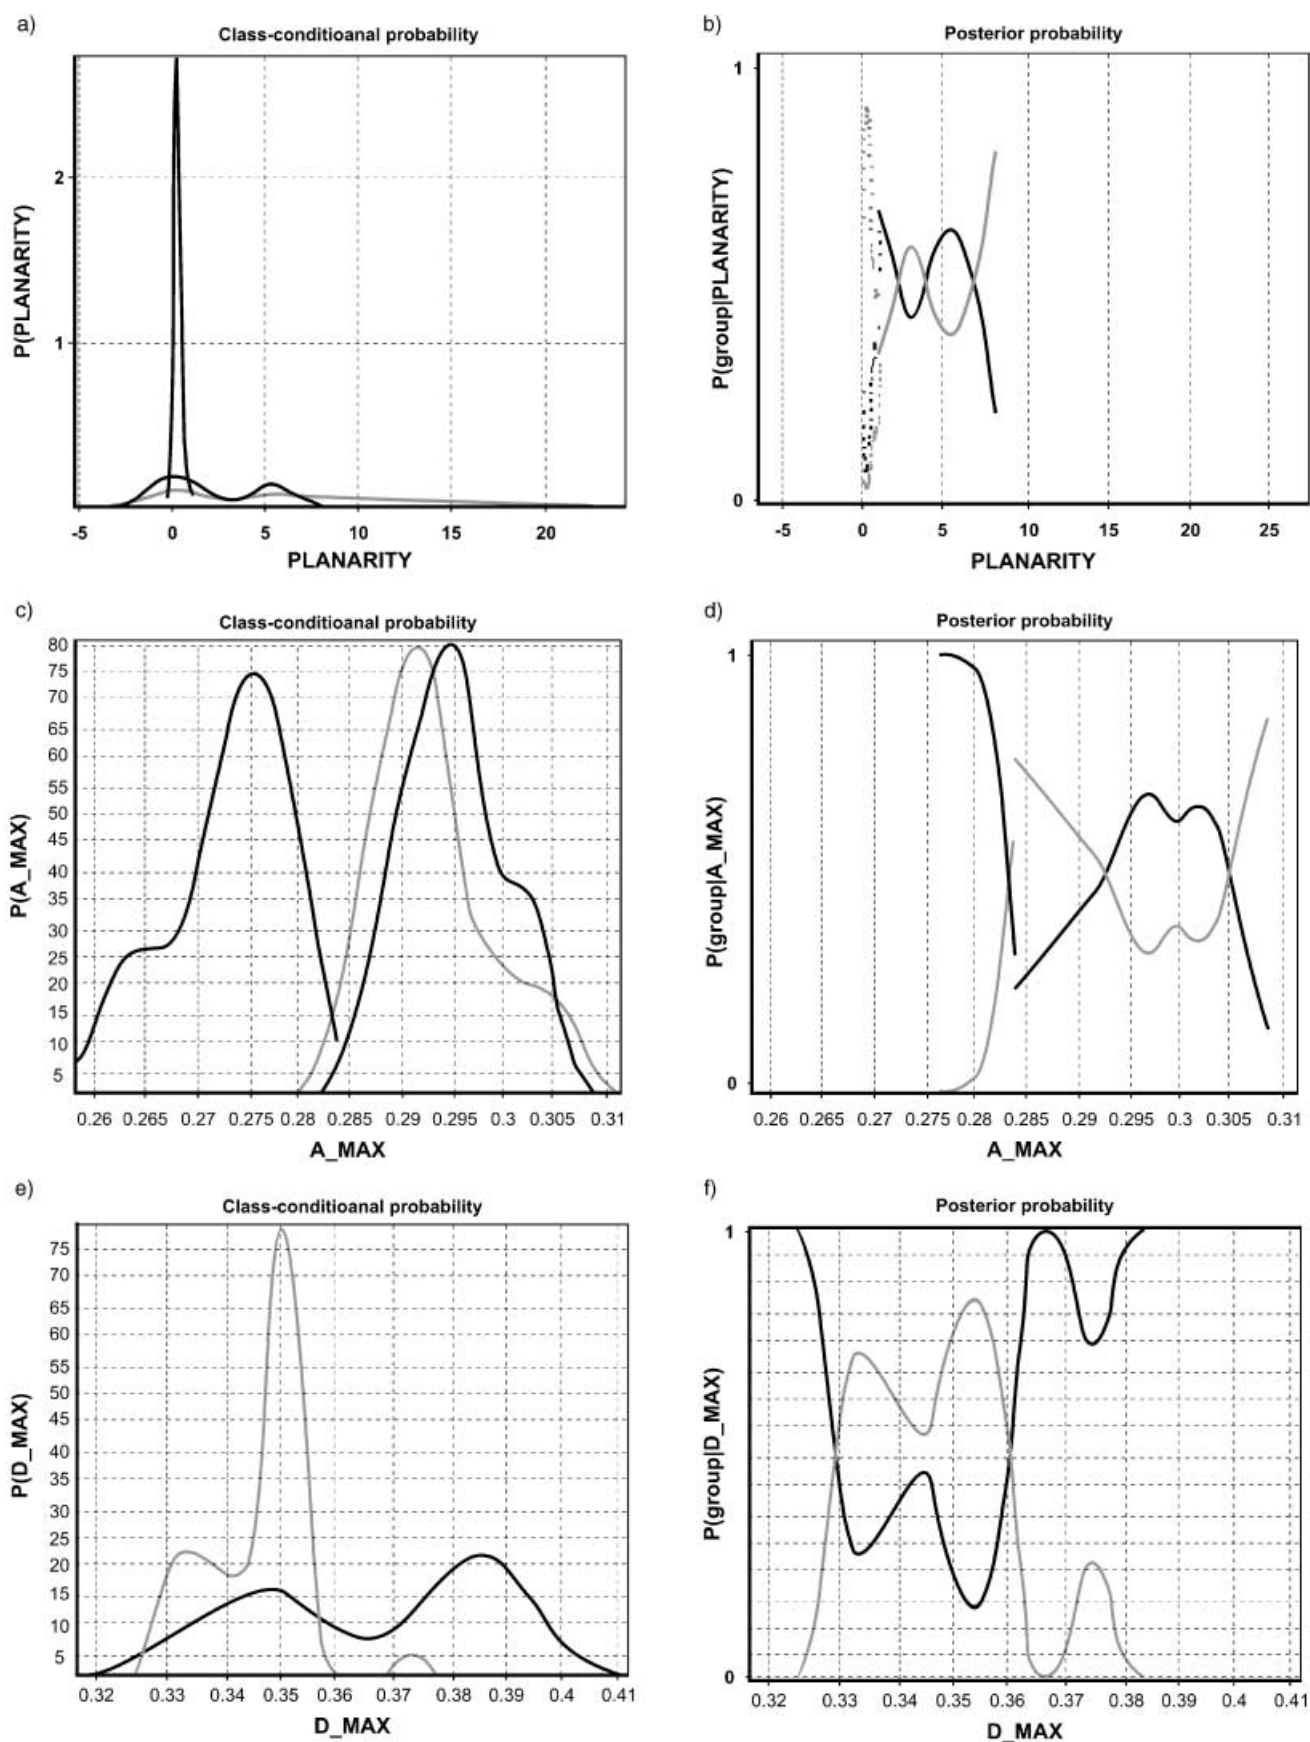 a)
Class-conditioanal probability
P(PLANARITY)
2
1
-5 0 5 10 15 20
PLANARITY
b)
Posterior probability
P(group|PLANARITY)
1
0
-5 0 5 10 15 20 25
PLANARITY
c)
Class-conditioanal probability
P(A_MAX)
80
75
70
65
60
55
50
45
40
35
30
25
20
15
10
5
0.26 0.265 0.27 0.275 0.28 0.285 0.29 0.295 0.3 0.305 0.31
A_MAX
d)
Posterior probability
P(group|A_MAX)
1
0
0.26 0.265 0.27 0.275 0.28 0.285 0.29 0.295 0.3 0.305 0.31
A_MAX
e)
Class-conditioanal probability
P(D_MAX)
75
70
65
60
55
50
45
40
35
30
25
20
15
10
5
0.32 0.33 0.34 0.35 0.36 0.37 0.38 0.39 0.4 0.41
D_MAX
f)
Posterior probability
P(group|D_MAX)
1
0
0.32 0.33 0.34 0.35 0.36 0.37 0.38 0.39 0.4 0.41
D_MAX